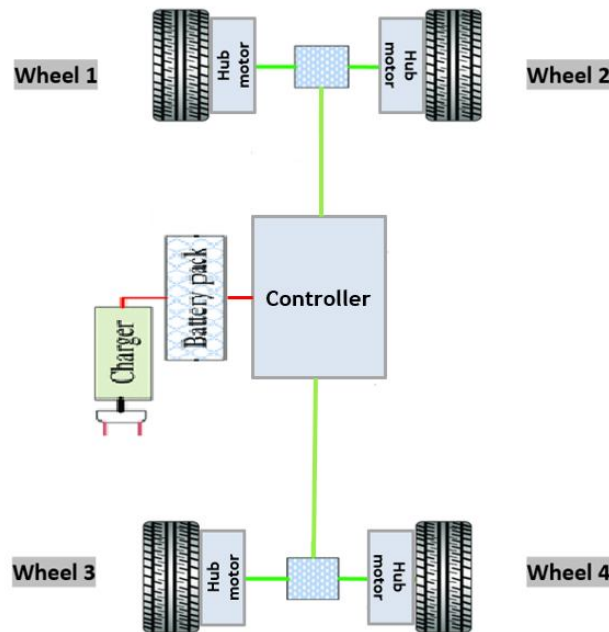 Wheel 1
Hub
motor
Hub
motor
Wheel 2
Charger
Battery pack
Controller
Wheel 3
Hub
motor
Hub
motor
Wheel 4